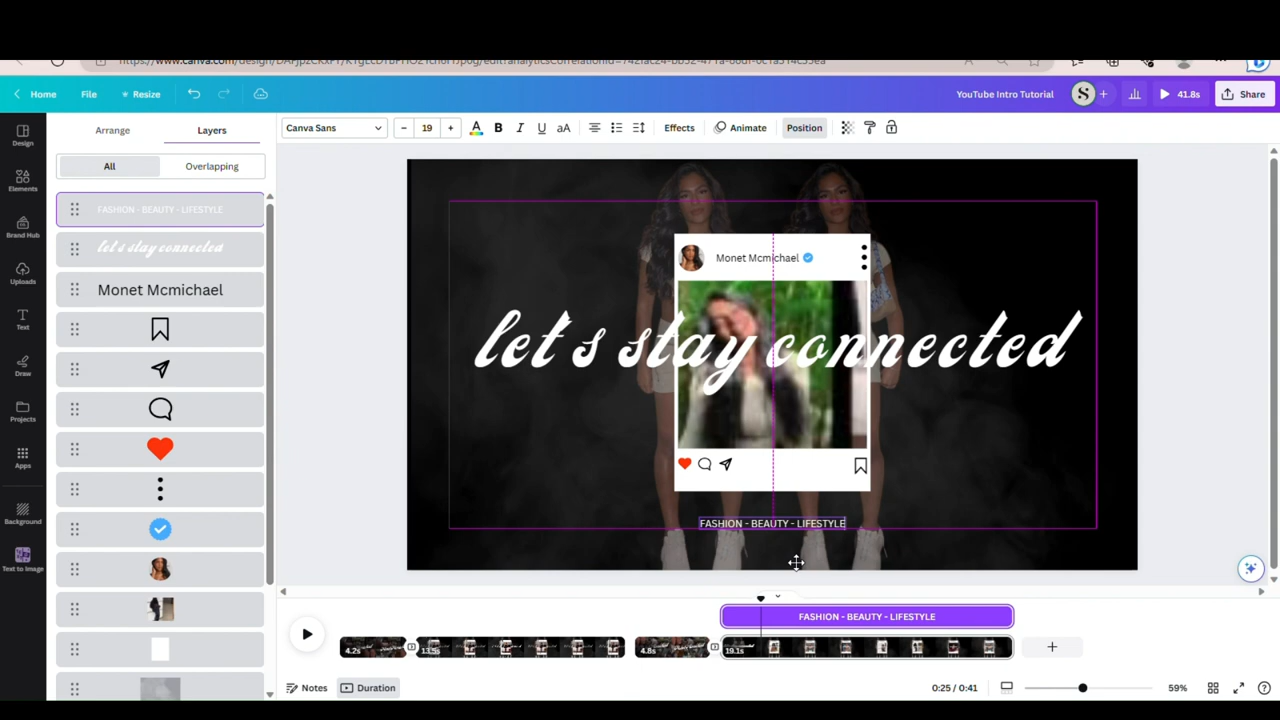 Home
File
Resize
YouTube Intro Tutorial
S
+
41.8s
Share
Design
Elements
Brand Hub
Uploads
Text
Draw
Projects
Apps
Background
Text to Image
Arrange
Layers
All
Overlapping
FASHION - BEAUTY - LIFESTYLE
let's stay connected
Monet Mcmichael
Canva Sans
– 19 +
A B I U aA
Effects
Animate
Position
Monet Mcmichael
let's stay connected
FASHION - BEAUTY - LIFESTYLE
FASHION - BEAUTY - LIFESTYLE
4.2s
13.5s
4.8s
19.1s
+
Notes
Duration
0:25 / 0:41
59%